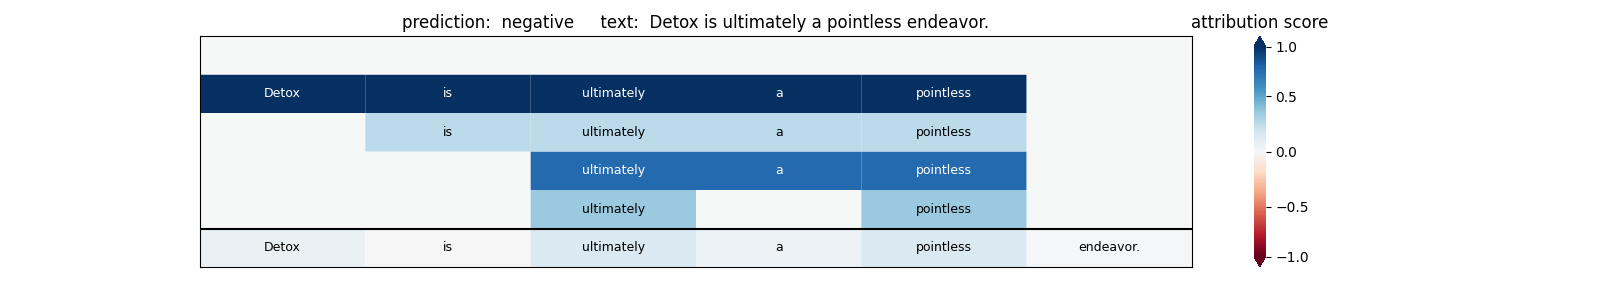 prediction:  negative     text:  Detox is ultimately a pointless endeavor.
attribution score
Detox is ultimately a pointless
is ultimately a pointless
ultimately a pointless
ultimately pointless
Detox is ultimately a pointless endeavor.
1.0
0.5
0.0
−0.5
−1.0